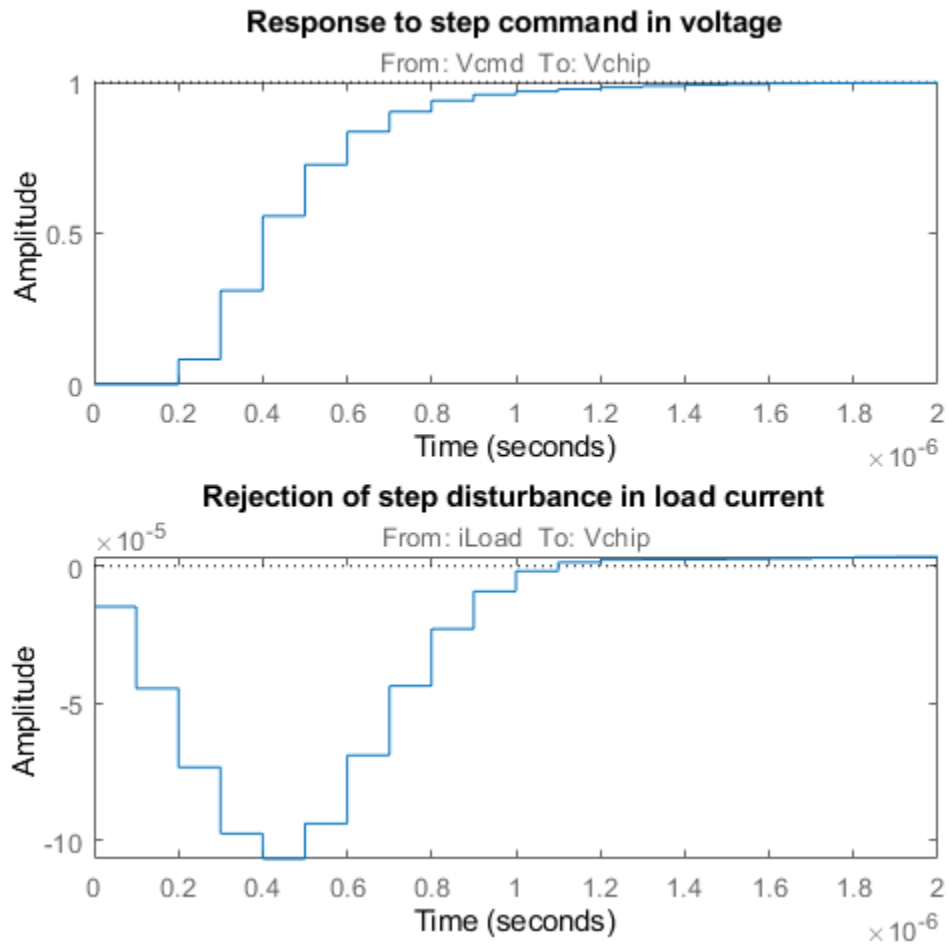 Response to step command in voltage
From: Vcmd To: Vchip
1
0.5
0
Amplitude
0 0.2 0.4 0.6 0.8 1 1.2 1.4 1.6 1.8 2
Time (seconds)
×10-6
Rejection of step disturbance in load current
×10-5
From: iLoad To: Vchip
0
-5
-10
Amplitude
0 0.2 0.4 0.6 0.8 1 1.2 1.4 1.6 1.8 2
Time (seconds)
×10-6